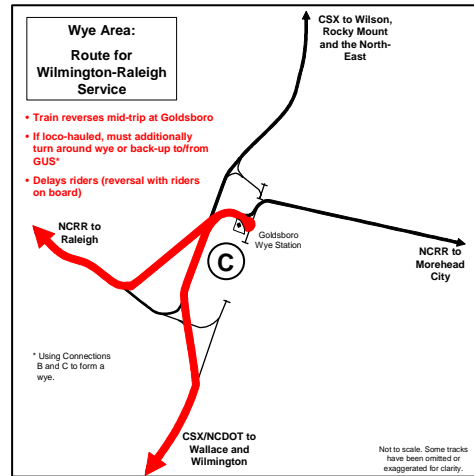 Wye Area:
Route for
Wilmington-Raleigh
Service
CSX to Wilson,
Rocky Mount
and the North-
East
• Train reverses mid-trip at Goldsboro
• If loco-hauled, must additionally
turn around wye or back-up to/from
GUS*
• Delays riders (reversal with riders
on board)
NCRR to
Raleigh
Goldsboro
Wye Station
C
NCRR to
Morehead
City
* Using Connections
B and C to form a
wye.
CSX/NCDOT to
Wallace and
Wilmington
Not to scale. Some tracks
have been omitted or
exaggerated for clarity.